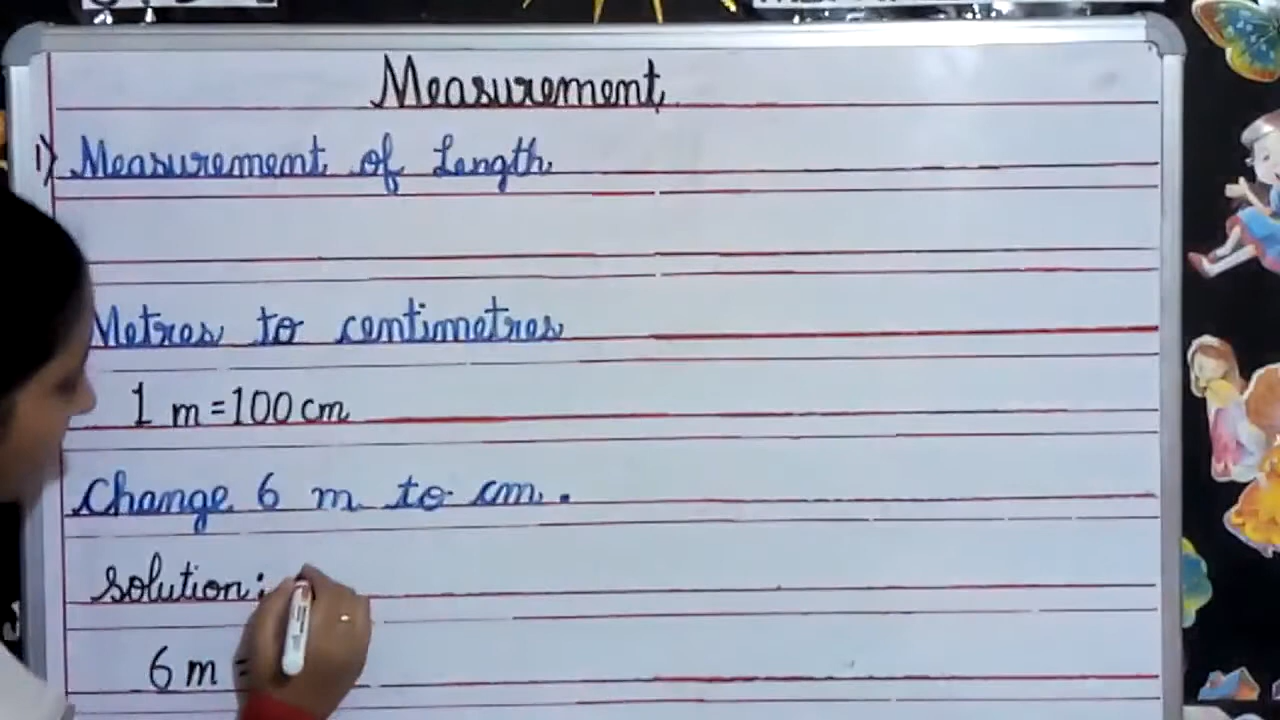 Measurement
1) Measurement of Length
Metres to centimetres
1 m = 100 cm
Change 6 m to cm.
Solution:
6 m =